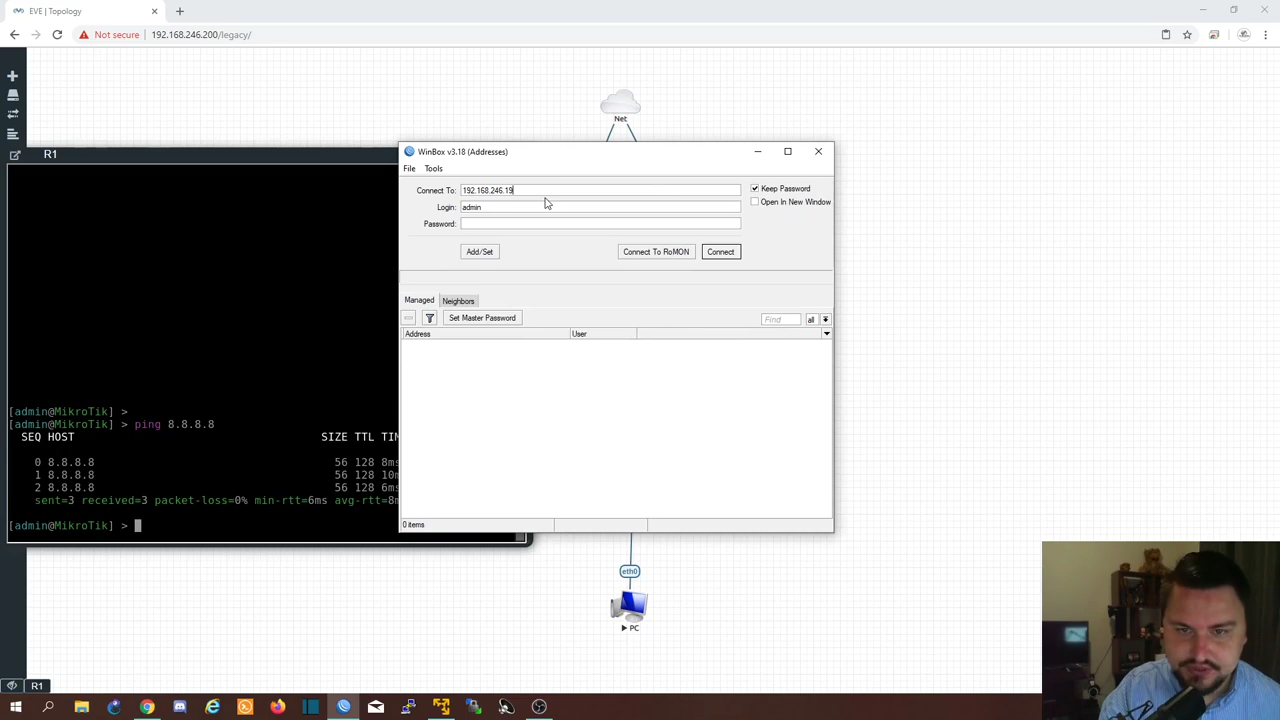 EVE | Topology
Not secure
192.168.246.200/legacy/
Net
R1
WinBox v3.18 (Addresses)
File Tools
Connect To: 192.168.246.19
Keep Password
Login: admin
Open In New Window
Password:
Add/Set
Connect To RoMON
Connect
Managed
Neighbors
Set Master Password
Find
all
Address
User
[admin@MikroTik] >
[admin@MikroTik] > ping 8.8.8.8
SEQ HOST SIZE TTL TIM
0 8.8.8.8 56 128 8ms
1 8.8.8.8 56 128 10m
2 8.8.8.8 56 128 6ms
sent=3 received=3 packet-loss=0% min-rtt=6ms avg-rtt=8m
[admin@MikroTik] >
0 items
eth0
PC
R1